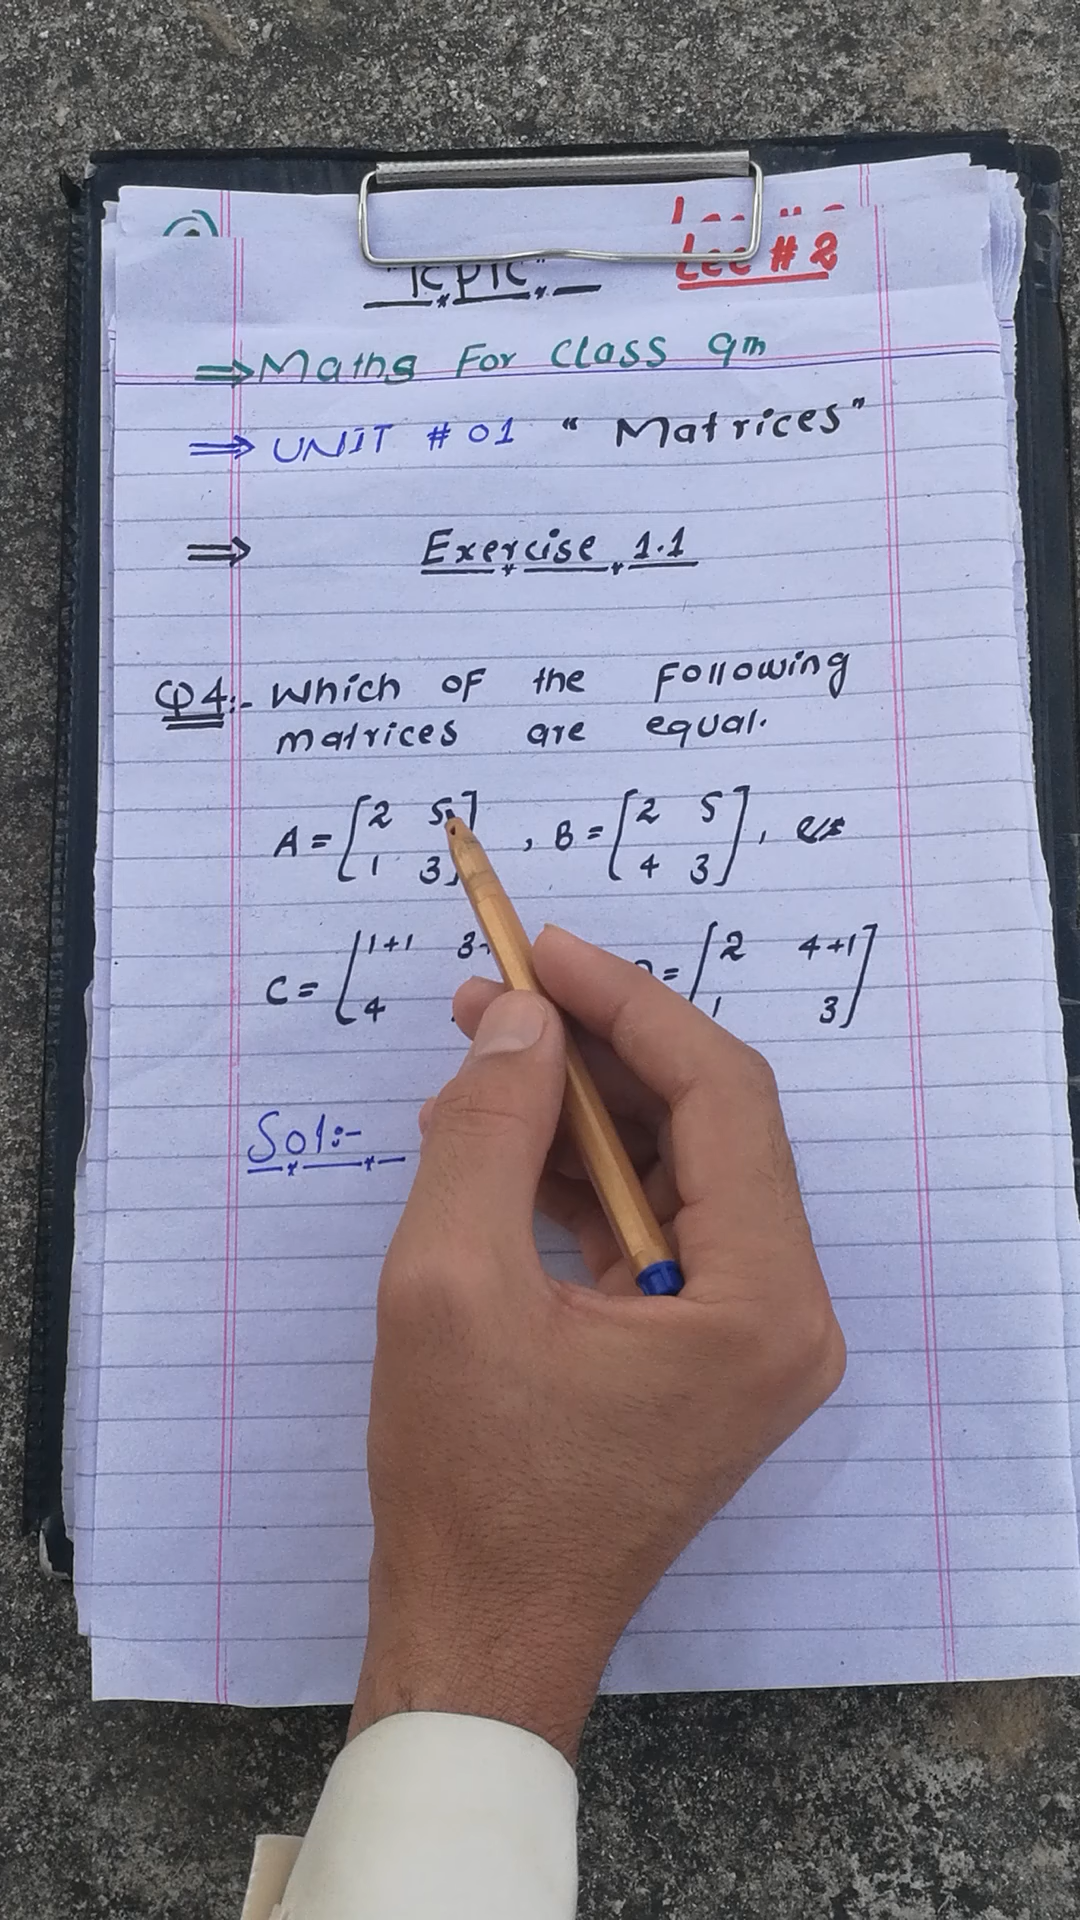 "Topic"
Lec # 2
⇒ Maths For Class 9th
⇒ UNIT # 01 "Matrices"
⇒ Exercise 1.1
Q4:- Which of the Following
matrices are equal.
A = [2 5
1 3] , B = [2 5
4 3] ,
C = [1+1 3
4 = [2 4+1
1 3]
Sol:-